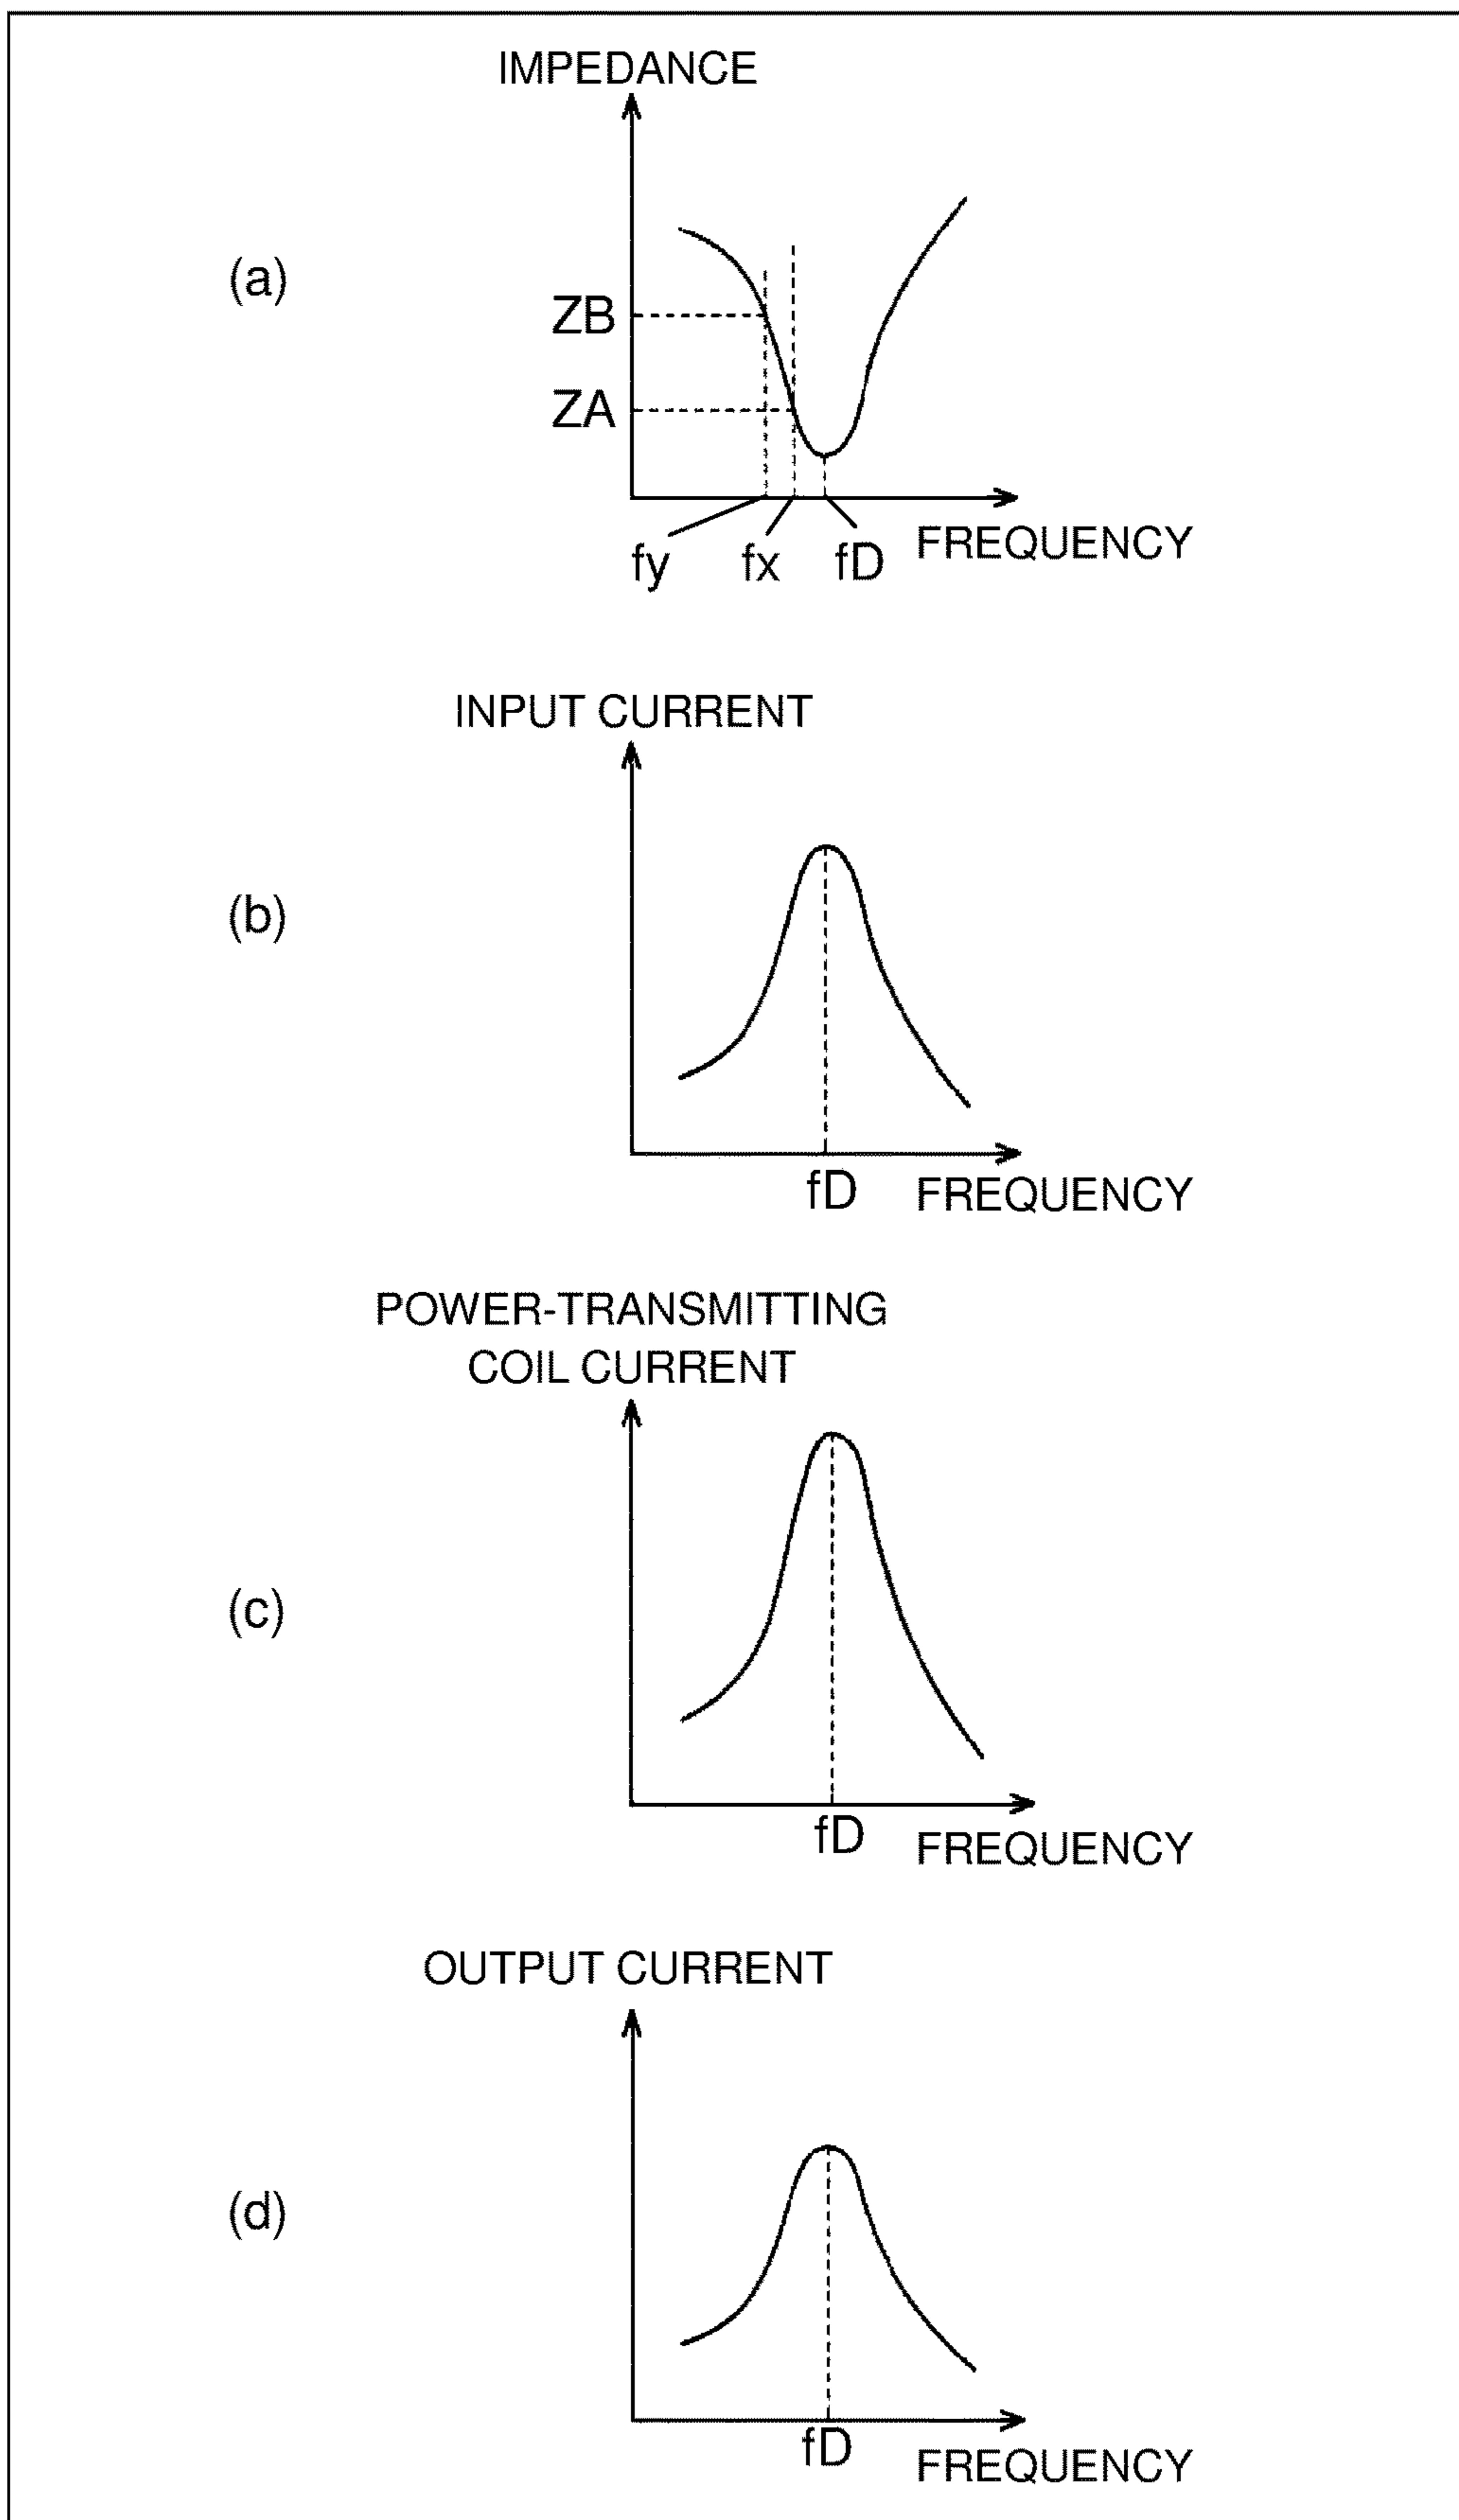 IMPEDANCE
(a)
ZB
ZA
fy fx fD FREQUENCY
INPUT CURRENT
(b)
fD FREQUENCY
POWER-TRANSMITTING
COIL CURRENT
(c)
fD FREQUENCY
OUTPUT CURRENT
(d)
fD FREQUENCY